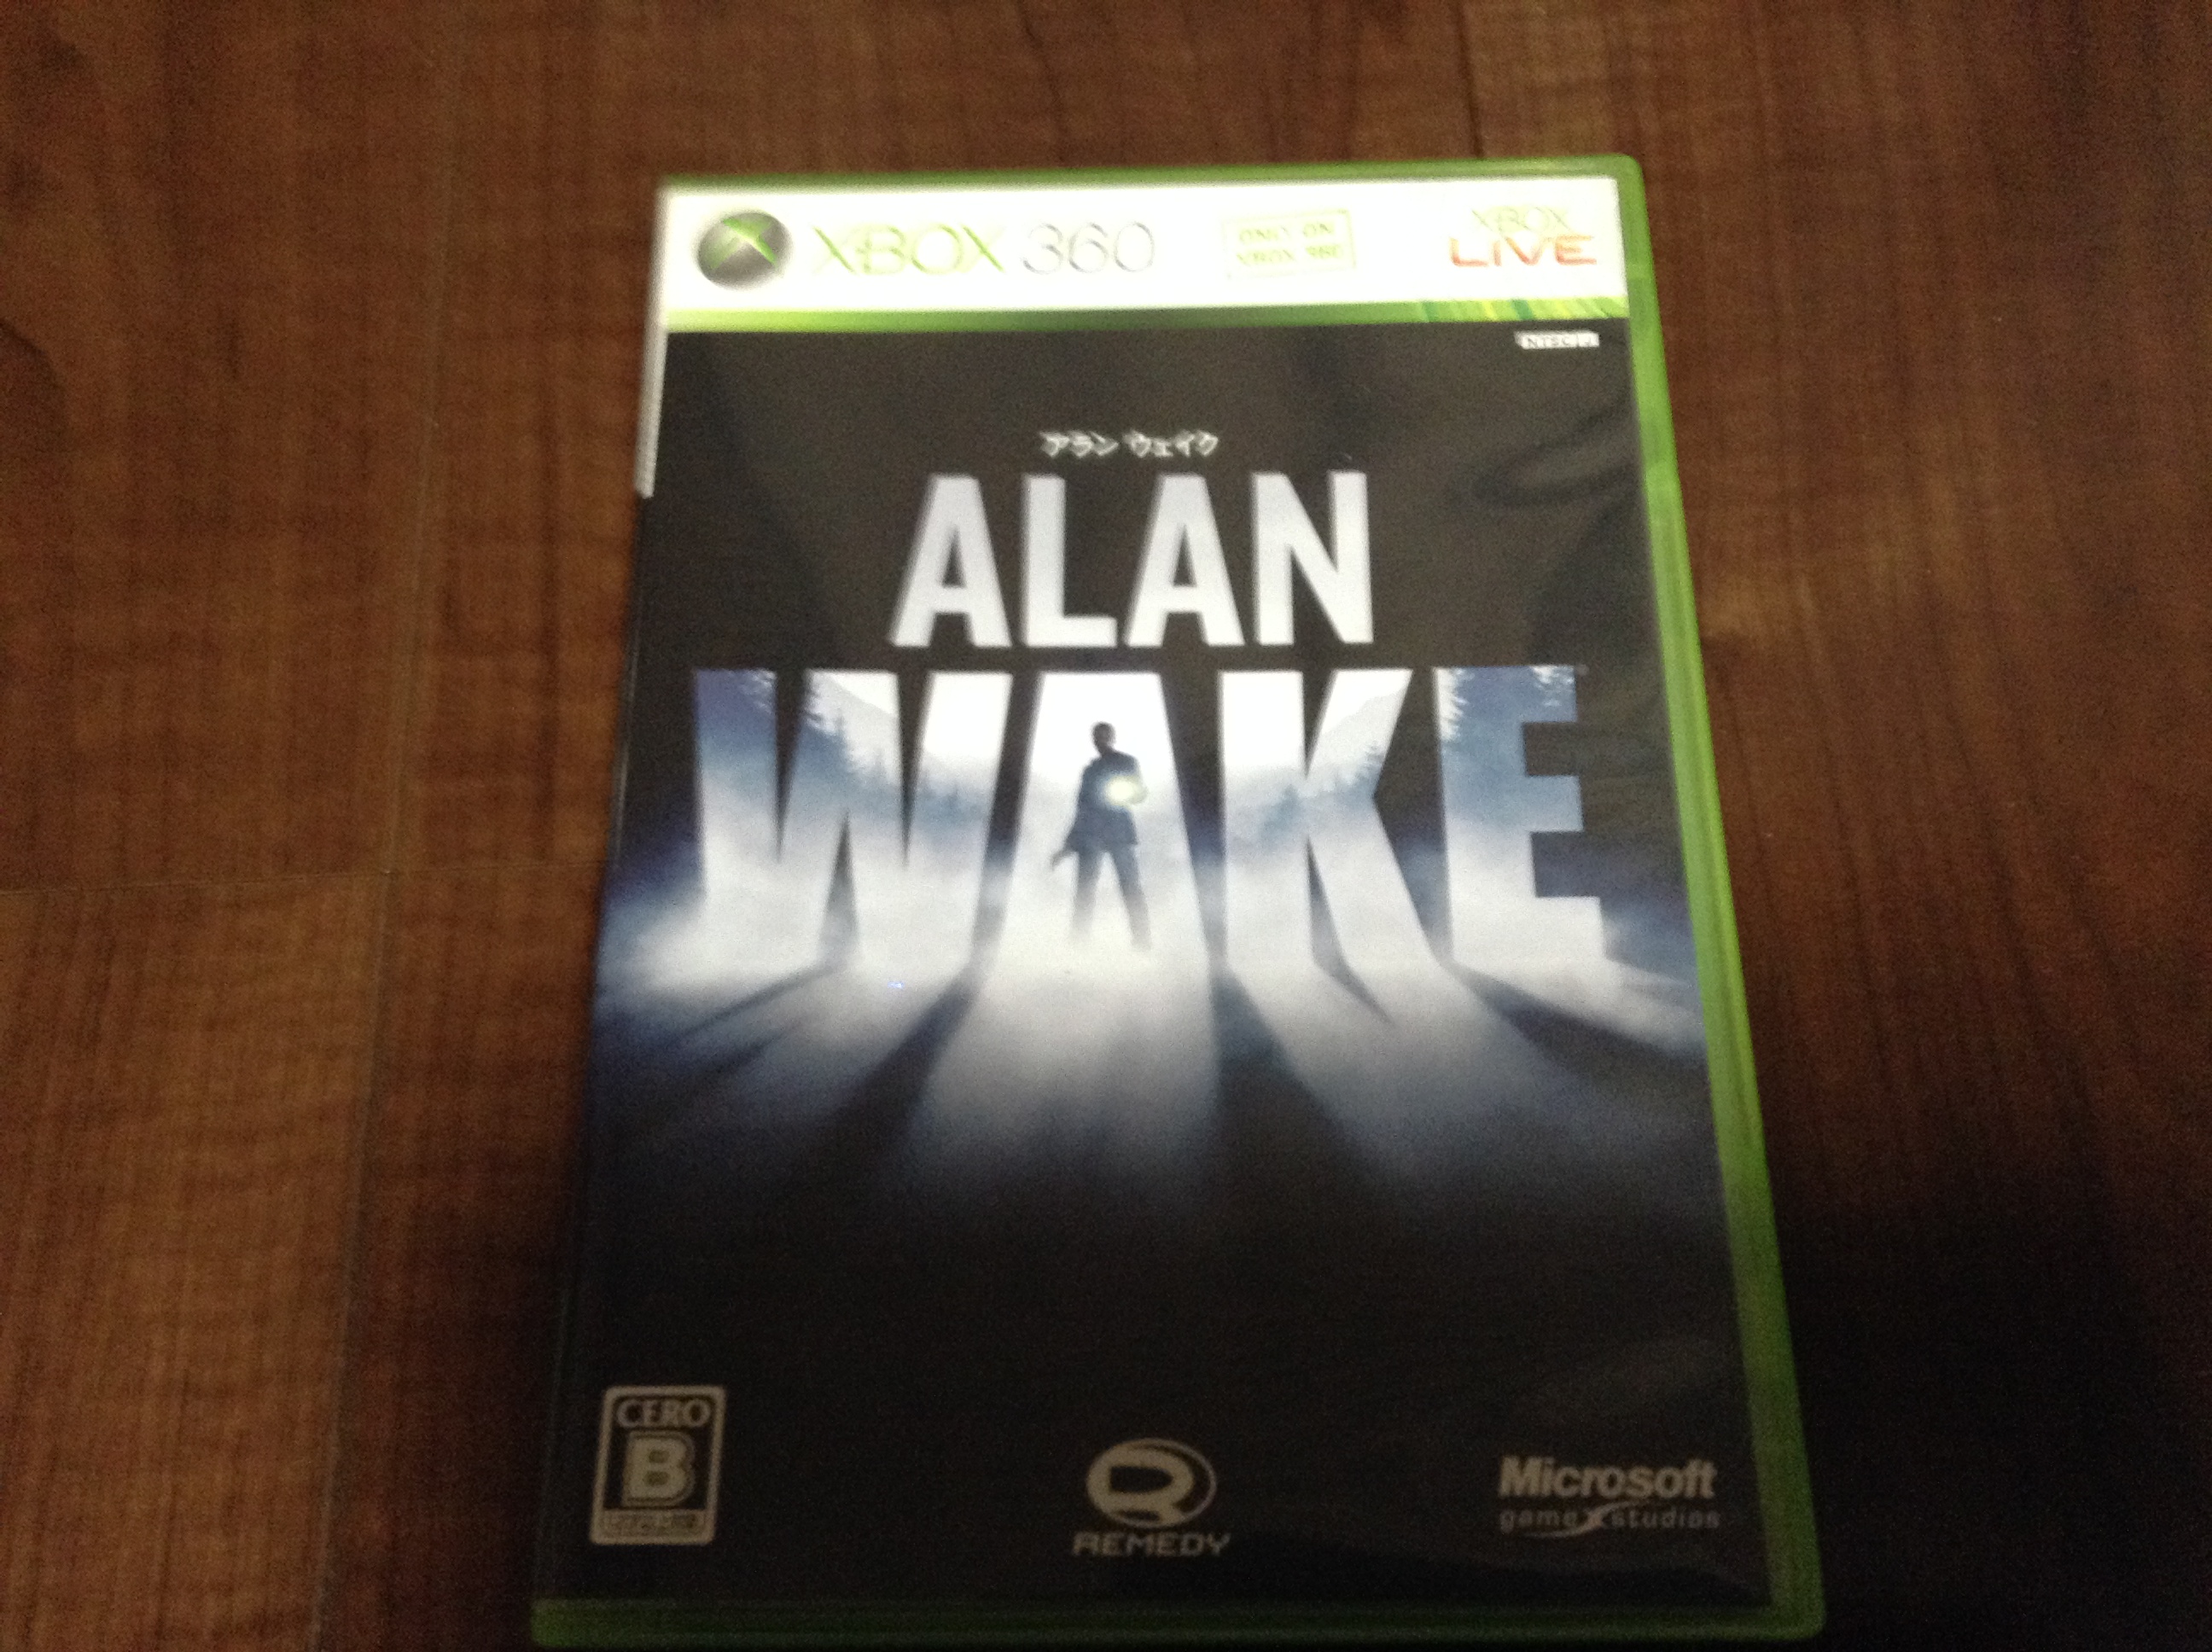 XBOX 360
ONLY ON
XBOX 360
XBOX
LIVE
NTSC J
アラン ウェイク
ALAN
WAKE
CERO
B
REMEDY
Microsoft
game studios